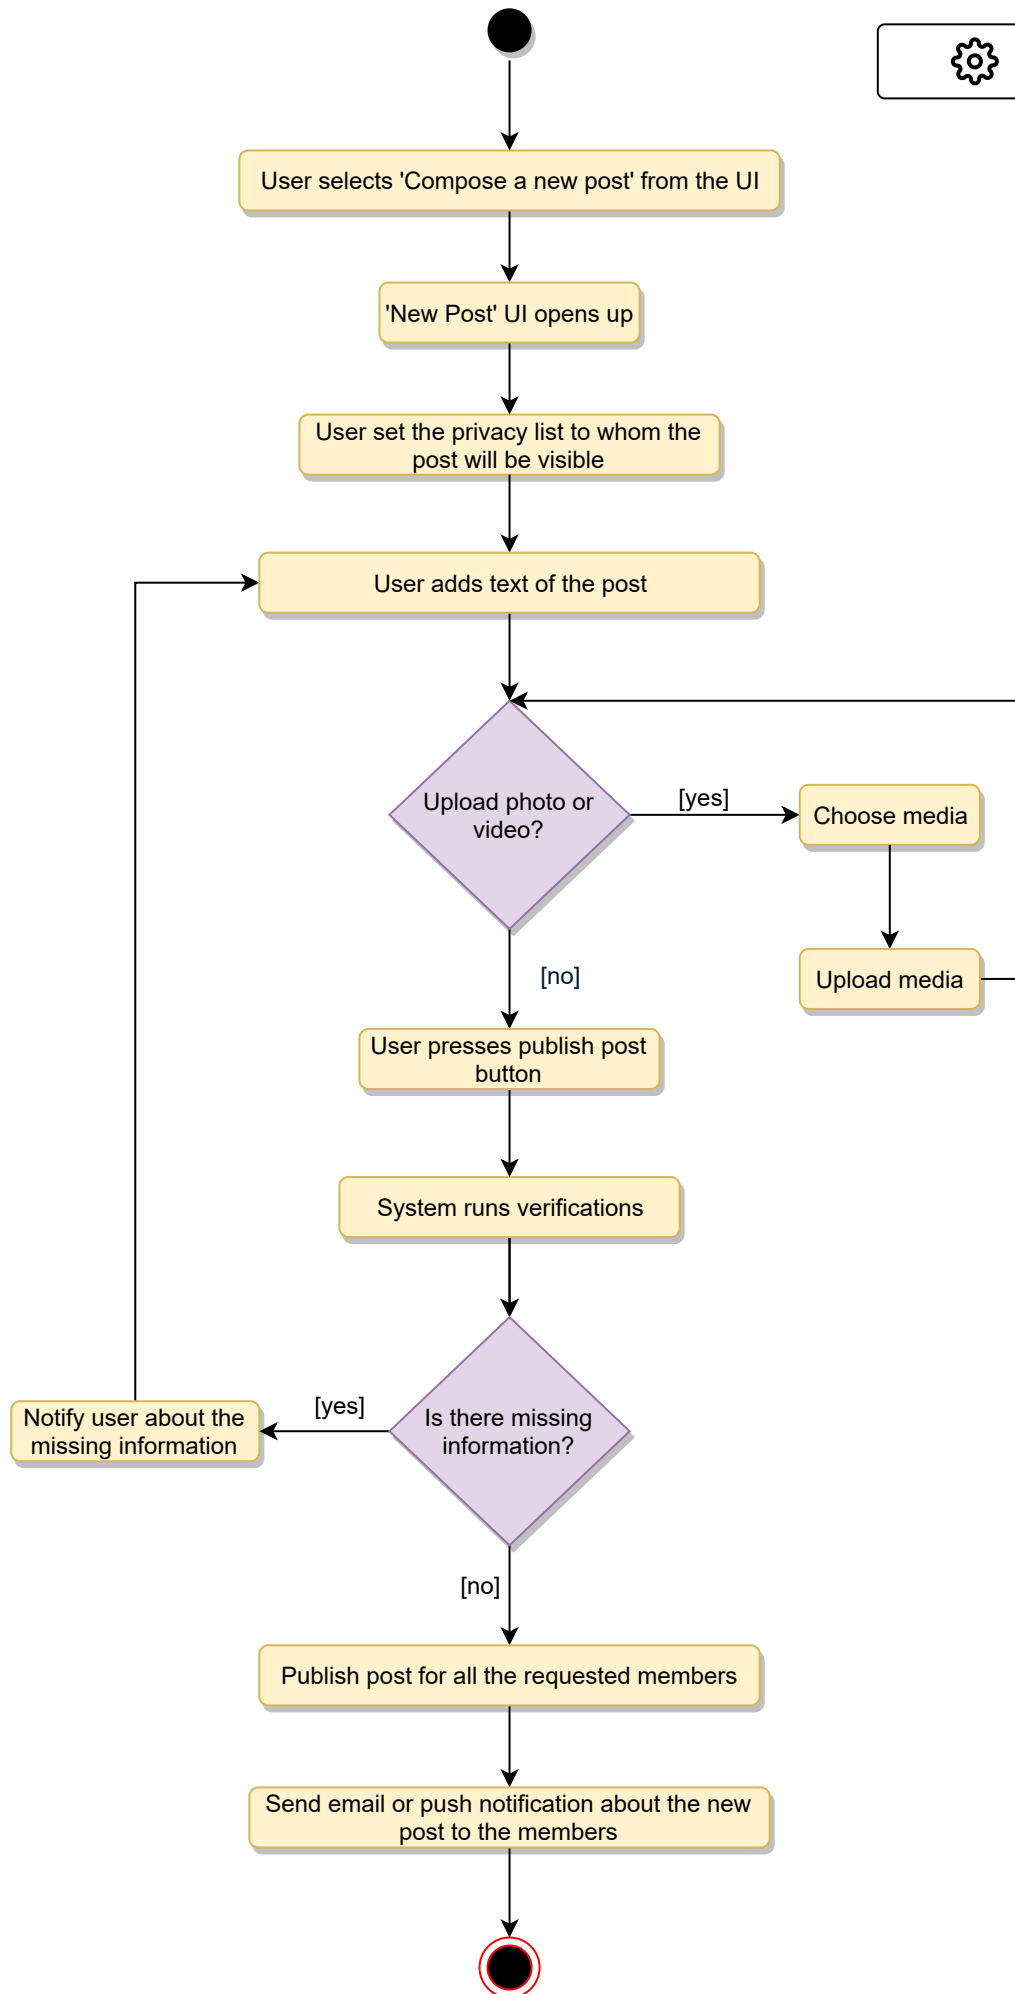 User selects 'Compose a new post' from the UI
'New Post' UI opens up
User set the privacy list to whom the
post will be visible
User adds text of the post
Upload photo or
video?
[yes]
Choose media
Upload media
[no]
User presses publish post
button
System runs verifications
Is there missing
information?
[yes]
Notify user about the
missing information
[no]
Publish post for all the requested members
Send email or push notification about the new
post to the members